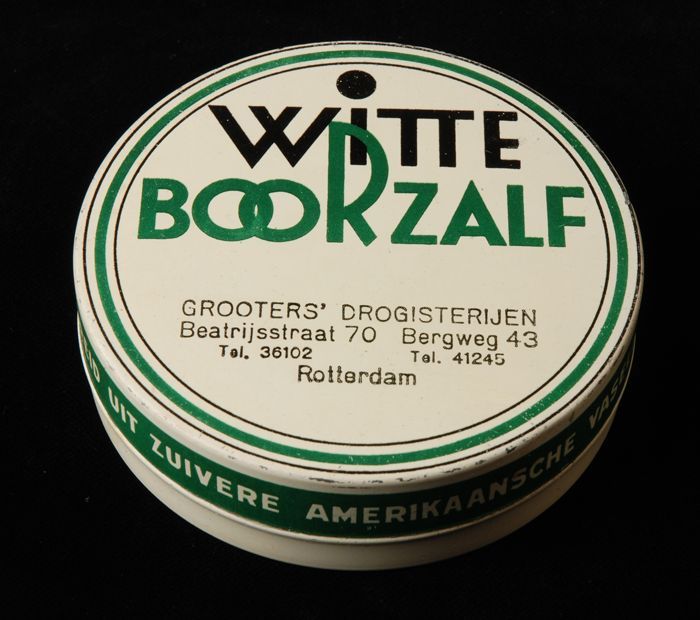 WiTTE
BOORZALF
GROOTERS' DROGISTERIJEN
Beatrijsstraat 70 Bergweg 43
Tel. 36102 Tel. 41245
Rotterdam
UIT ZUIVERE AMERIKAANSCHE